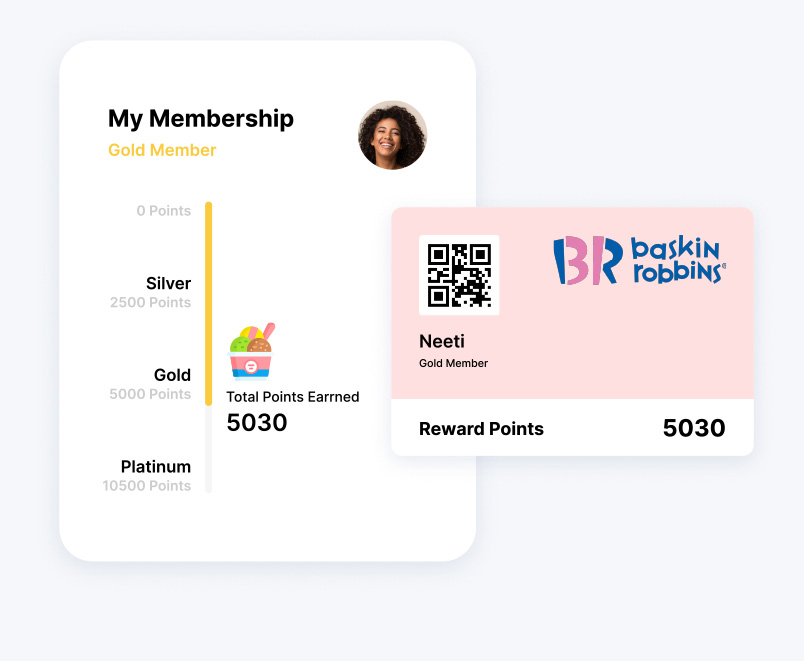 My Membership
Gold Member
0 Points
Silver
2500 Points
Gold
5000 Points
Total Points Earrned
5030
Platinum
10500 Points
BR baskin
robbins®
Neeti
Gold Member
Reward Points 5030